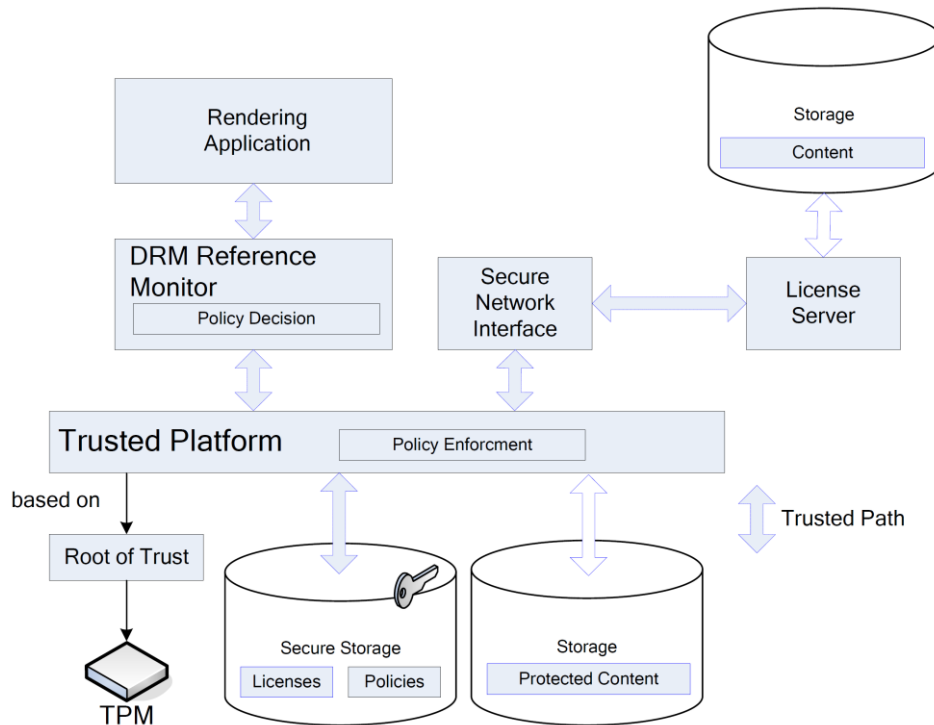 Rendering
Application
Storage
Content
DRM Reference
Monitor
Policy Decision
Secure
Network
Interface
License
Server
Trusted Platform
Policy Enforcment
based on
Trusted Path
Root of Trust
Secure Storage
Licenses
Policies
Storage
Protected Content
TPM